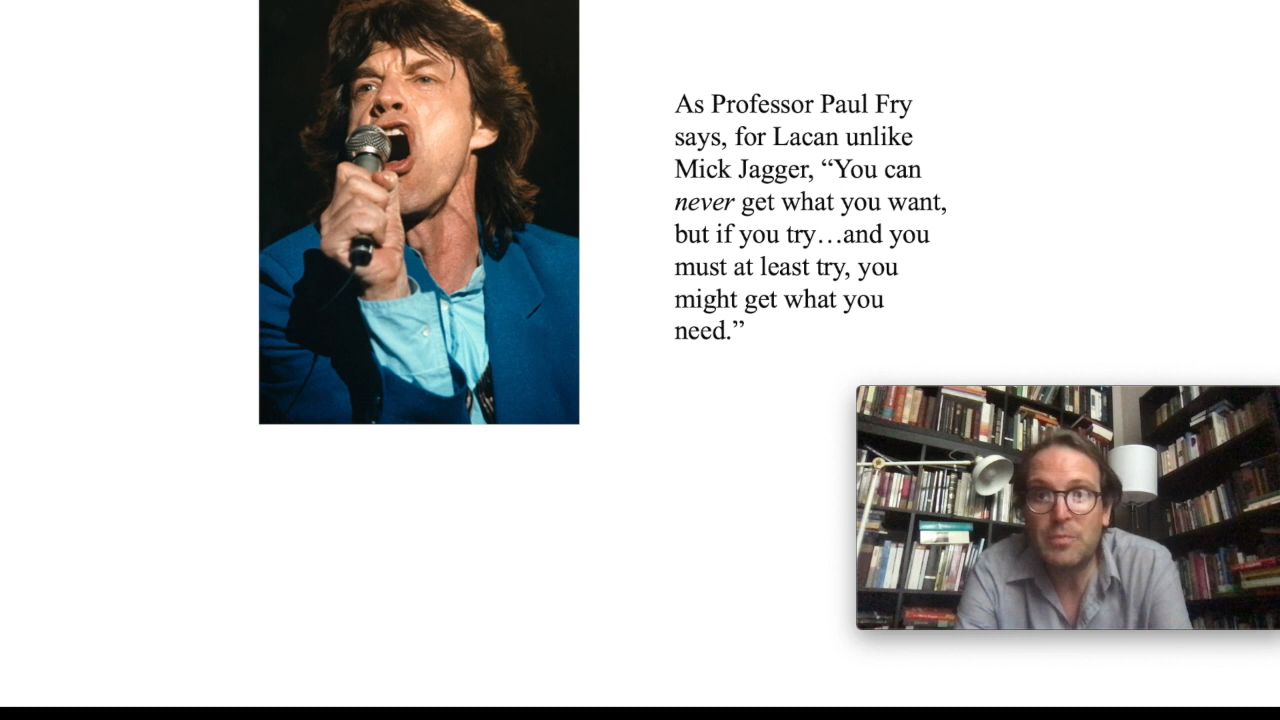 As Professor Paul Fry
says, for Lacan unlike
Mick Jagger, “You can
never get what you want,
but if you try…and you
must at least try, you
might get what you
need.”